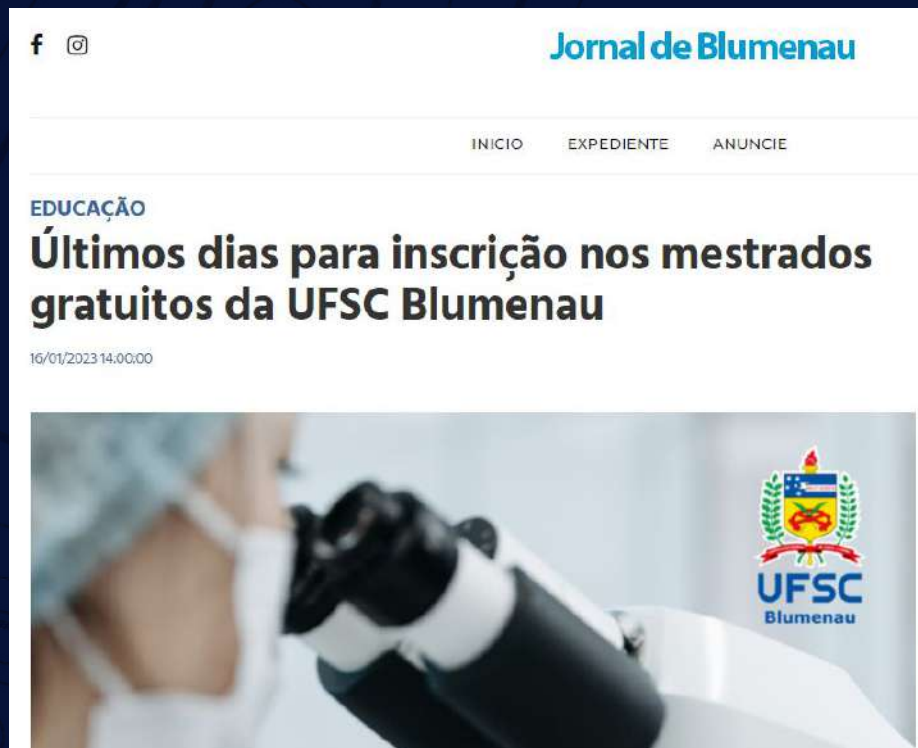 Jornal de Blumenau
INICIO EXPEDIENTE ANUNCIE
EDUCAÇÃO
Últimos dias para inscrição nos mestrados
gratuitos da UFSC Blumenau
16/01/2023 14:00:00
UFSC
Blumenau